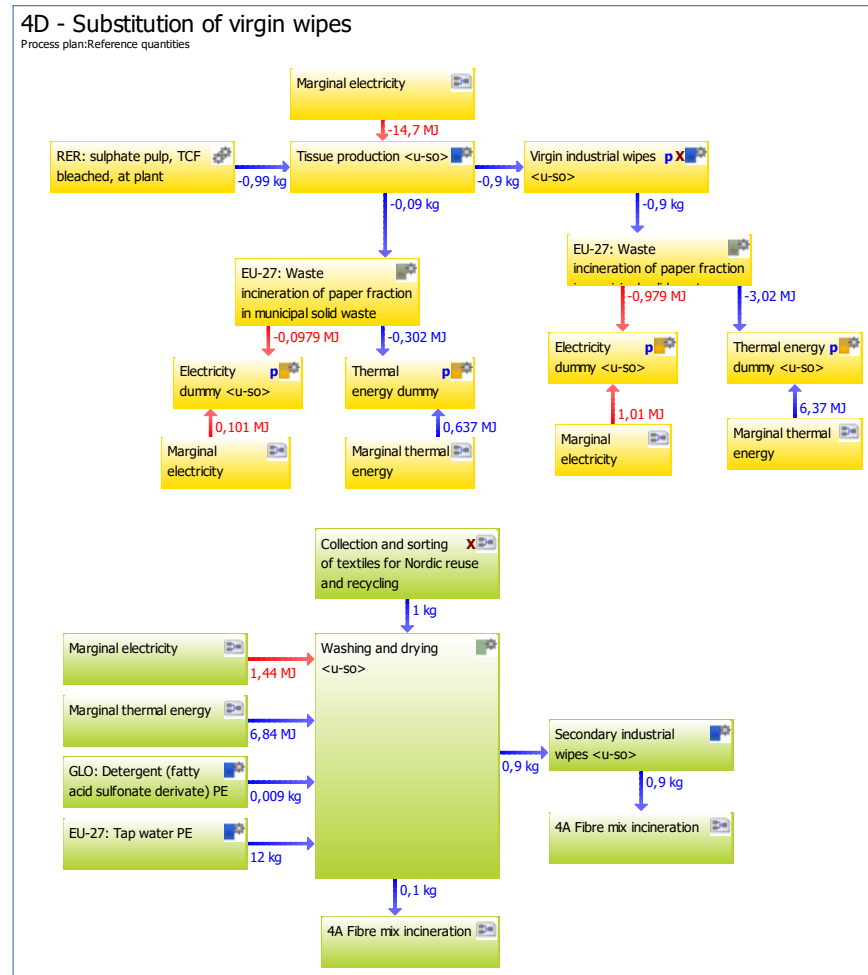 4D - Substitution of virgin wipes
Process plan:Reference quantities
Marginal electricity
-14,7 MJ
RER: sulphate pulp, TCF
bleached, at plant
-0,99 kg
Tissue production <u-so>
-0,9 kg
Virgin industrial wipes p X
<u-so>
-0,09 kg
-0,9 kg
EU-27: Waste
incineration of paper fraction
in municipal solid waste
EU-27: Waste
incineration of paper fraction
-0,0979 MJ
-0,302 MJ
-0,979 MJ
-3,02 MJ
Electricity p
dummy <u-so>
Thermal p
energy dummy
Electricity p
dummy <u-so>
Thermal energy p
dummy <u-so>
0,101 MJ
0,637 MJ
1,01 MJ
6,37 MJ
Marginal
electricity
Marginal thermal
energy
Marginal
electricity
Marginal thermal
energy
Collection and sorting X
of textiles for Nordic reuse
and recycling
1 kg
Marginal electricity
1,44 MJ
Washing and drying
<u-so>
Marginal thermal energy
6,84 MJ
GLO: Detergent (fatty
acid sulfonate derivate) PE
0,009 kg
EU-27: Tap water PE
12 kg
0,9 kg
Secondary industrial
wipes <u-so>
0,9 kg
4A Fibre mix incineration
0,1 kg
4A Fibre mix incineration